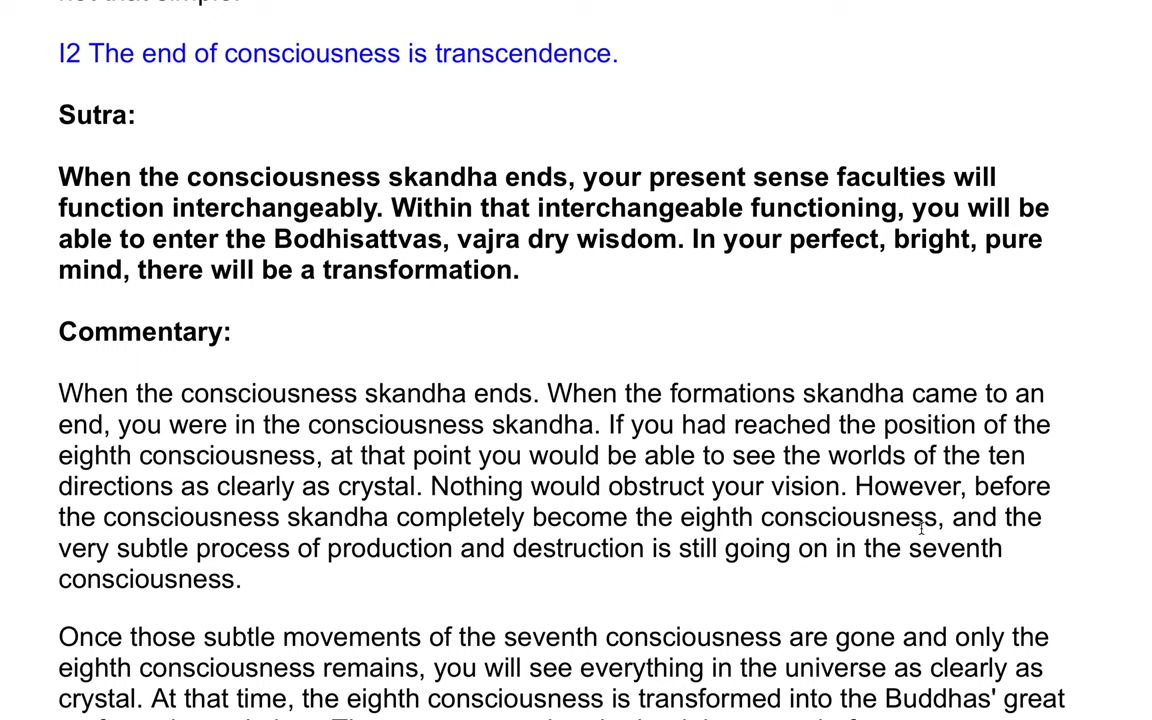 I2 The end of consciousness is transcendence.
Sutra:
When the consciousness skandha ends, your present sense faculties will
function interchangeably. Within that interchangeable functioning, you will be
able to enter the Bodhisattvas, vajra dry wisdom. In your perfect, bright, pure
mind, there will be a transformation.
Commentary:
When the consciousness skandha ends. When the formations skandha came to an
end, you were in the consciousness skandha. If you had reached the position of the
eighth consciousness, at that point you would be able to see the worlds of the ten
directions as clearly as crystal. Nothing would obstruct your vision. However, before
the consciousness skandha completely become the eighth consciousness, and the
very subtle process of production and destruction is still going on in the seventh
consciousness.
Once those subtle movements of the seventh consciousness are gone and only the
eighth consciousness remains, you will see everything in the universe as clearly as
crystal. At that time, the eighth consciousness is transformed into the Buddhas' great